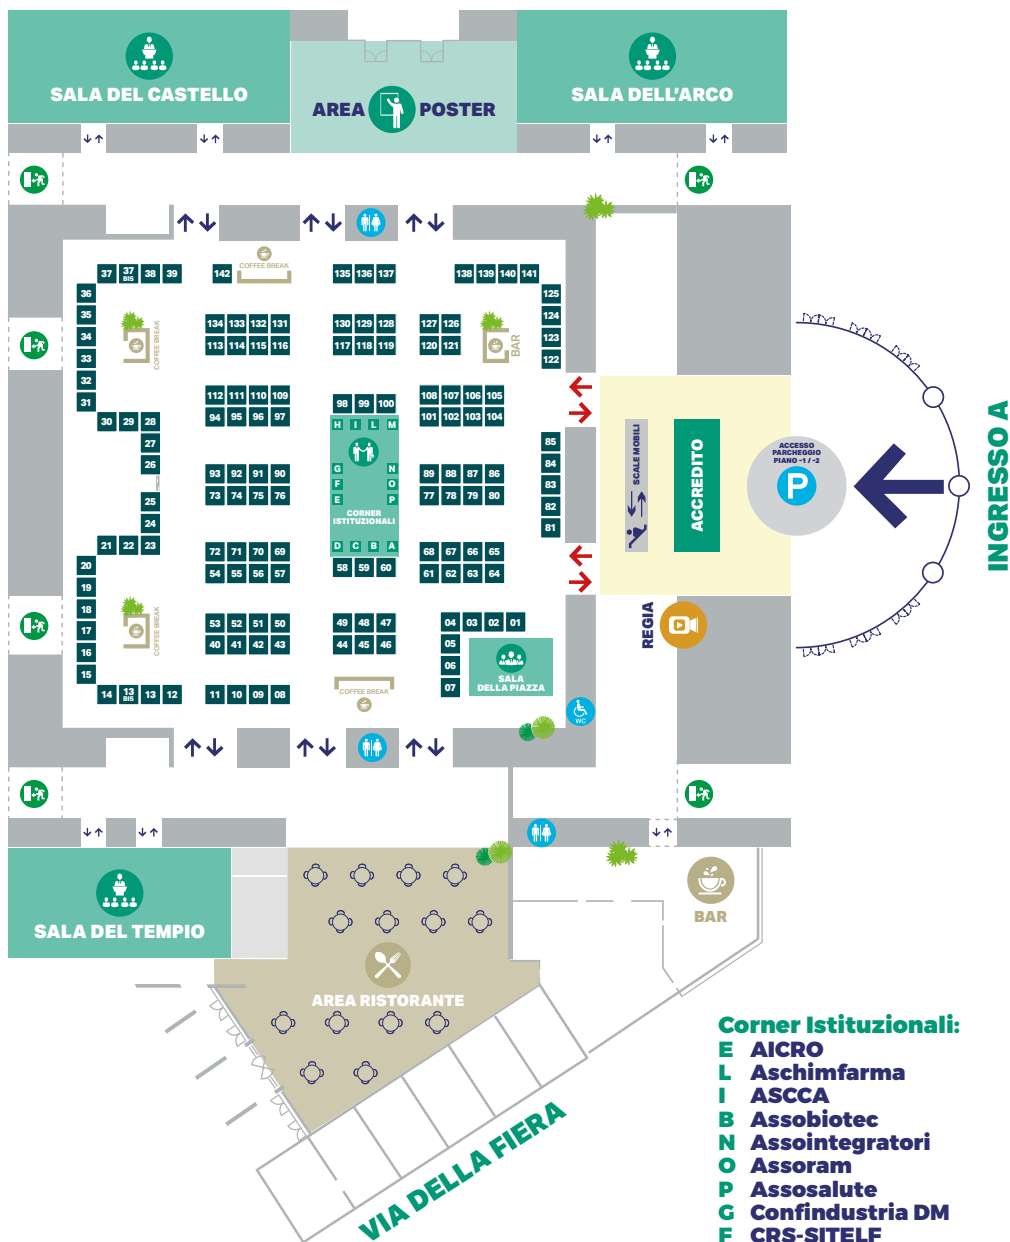 SALA DEL CASTELLO
AREA POSTER
SALA DELL'ARCO
COFFEE BREAK
37 37 BIS 38 39
142
135 136 137
138 139 140 141
36
35
34
33
32
31
COFFEE BREAK
134 133 132 131
113 114 115 116
130 129 128
117 118 119
127 126
120 121
BAR
125
124
123
122
30 29 28
27
26
25
24
21 22 23
112 111 110 109
94 95 96 97
98 99 100
108 107 106 105
101 102 103 104
H I L M
G N
F O
E P
CORNER
ISTITUZIONALI
D C B A
93 92 91 90
73 74 75 76
89 88 87 86
77 78 79 80
85
84
83
82
81
SCALE MOBILI
ACCREDITO
ACCESSO
PARCHEGGIO
PIANO -1 / -2
P
INGRESSO A
72 71 70 69
54 55 56 57
58 59 60
68 67 66 65
61 62 63 64
20
19
18
17
16
15
COFFEE BREAK
53 52 51 50
40 41 42 43
49 48 47
44 45 46
04 03 02 01
05
06
07
SALA
DELLA PIAZZA
REGIA
14 13 BIS 13 12
11 10 09 08
COFFEE BREAK
WC
SALA DEL TEMPIO
AREA RISTORANTE
BAR
VIA DELLA FIERA
Corner Istituzionali:
E AICRO
L Aschimfarma
I ASCCA
B Assobiotec
N Assointegratori
O Assoram
P Assosalute
G Confindustria DM
F CRS-SITELF